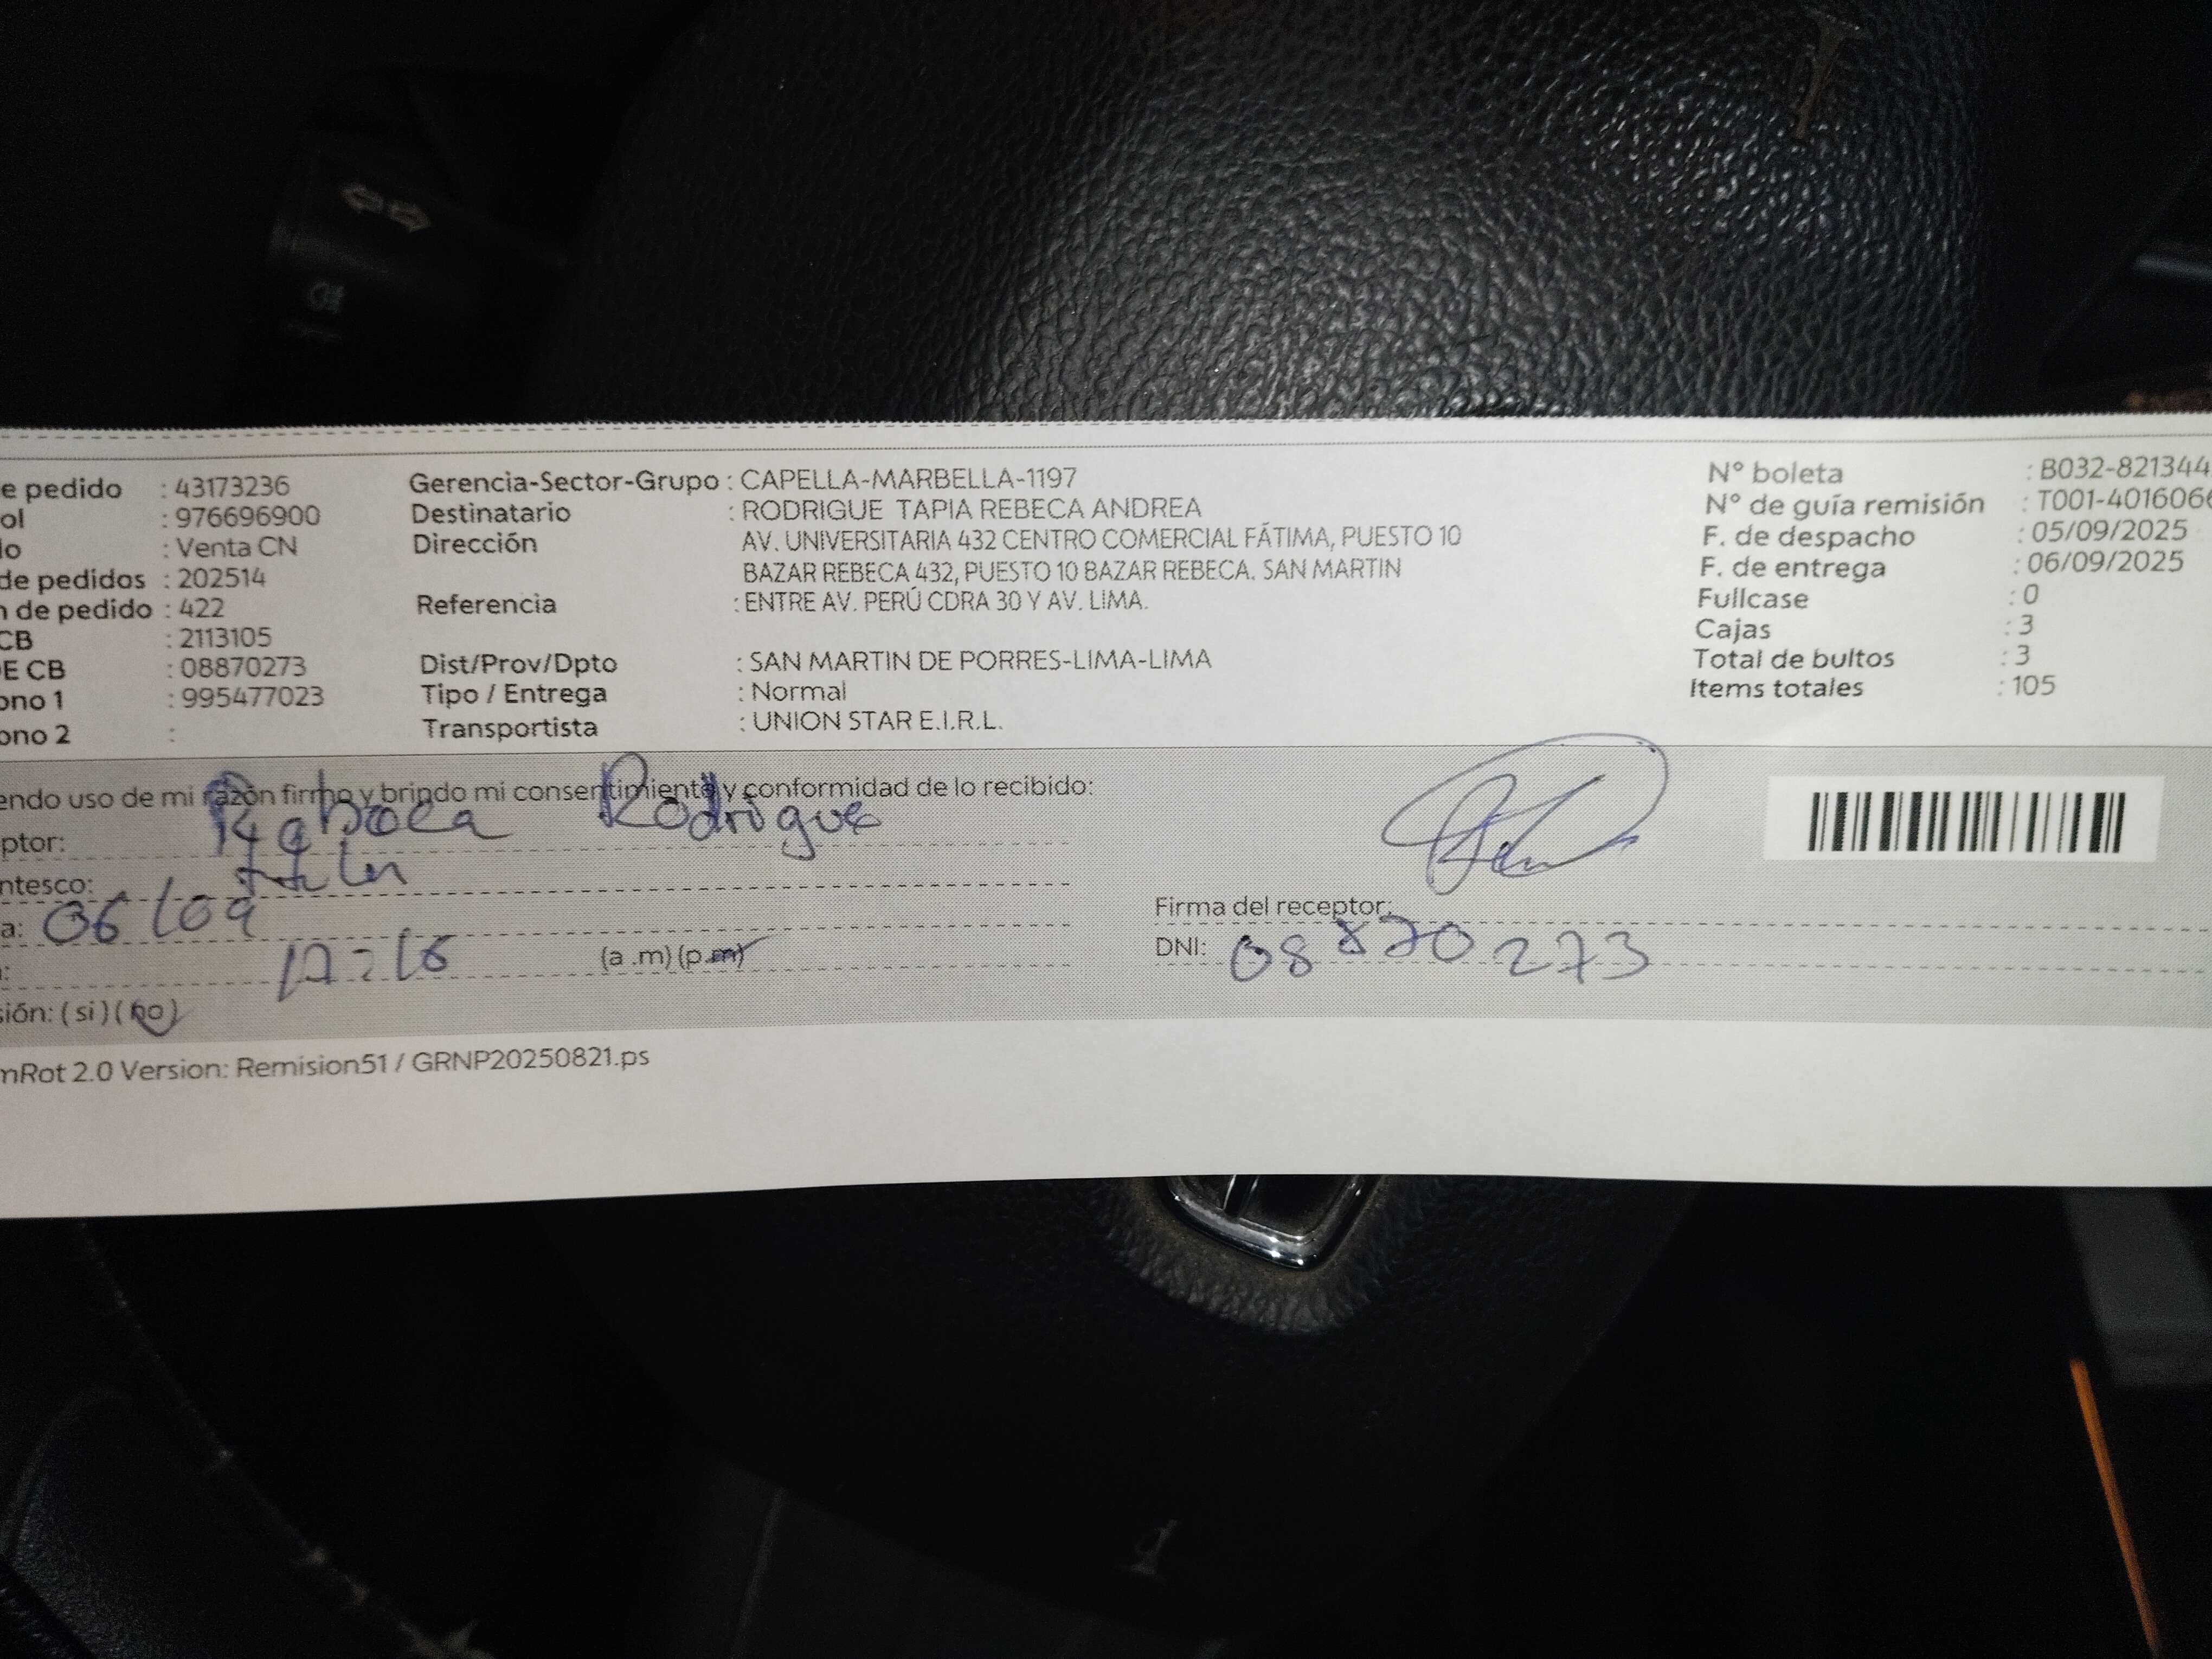 e pedido : 43173236 Gerencia-Sector-Grupo : CAPELLA-MARBELLA-1197 N° boleta : B032-821344
ol : 976696900 Destinatario : RODRIGUE TAPIA REBECA ANDREA N° de guía remisión : T001-4016066
do : Venta CN Dirección AV. UNIVERSITARIA 432 CENTRO COMERCIAL FÁTIMA, PUESTO 10 F. de despacho : 05/09/2025
de pedidos : 202514 BAZAR REBECA 432, PUESTO 10 BAZAR REBECA. SAN MARTIN F. de entrega : 06/09/2025
n de pedido : 422 Referencia : ENTRE AV. PERÚ CDRA 30 Y AV. LIMA. Fullcase : 0
CB : 2113105 Cajas : 3
DE CB : 08870273 Dist/Prov/Dpto : SAN MARTIN DE PORRES-LIMA-LIMA Total de bultos : 3
ono 1 : 995477023 Tipo / Entrega : Normal Items totales : 105
ono 2 : Transportista : UNION STAR E.I.R.L.
endo uso de mi razón firmo y brindo mi consentimiento y conformidad de lo recibido:
ptor: Rebeca Rodrigue
ntesco:
a: 06/09 Firma del receptor:
: (a .m) (p.m) DNI: 08870273
sión: ( si ) ( no )
mRot 2.0 Version: Remision51 / GRNP20250821.ps